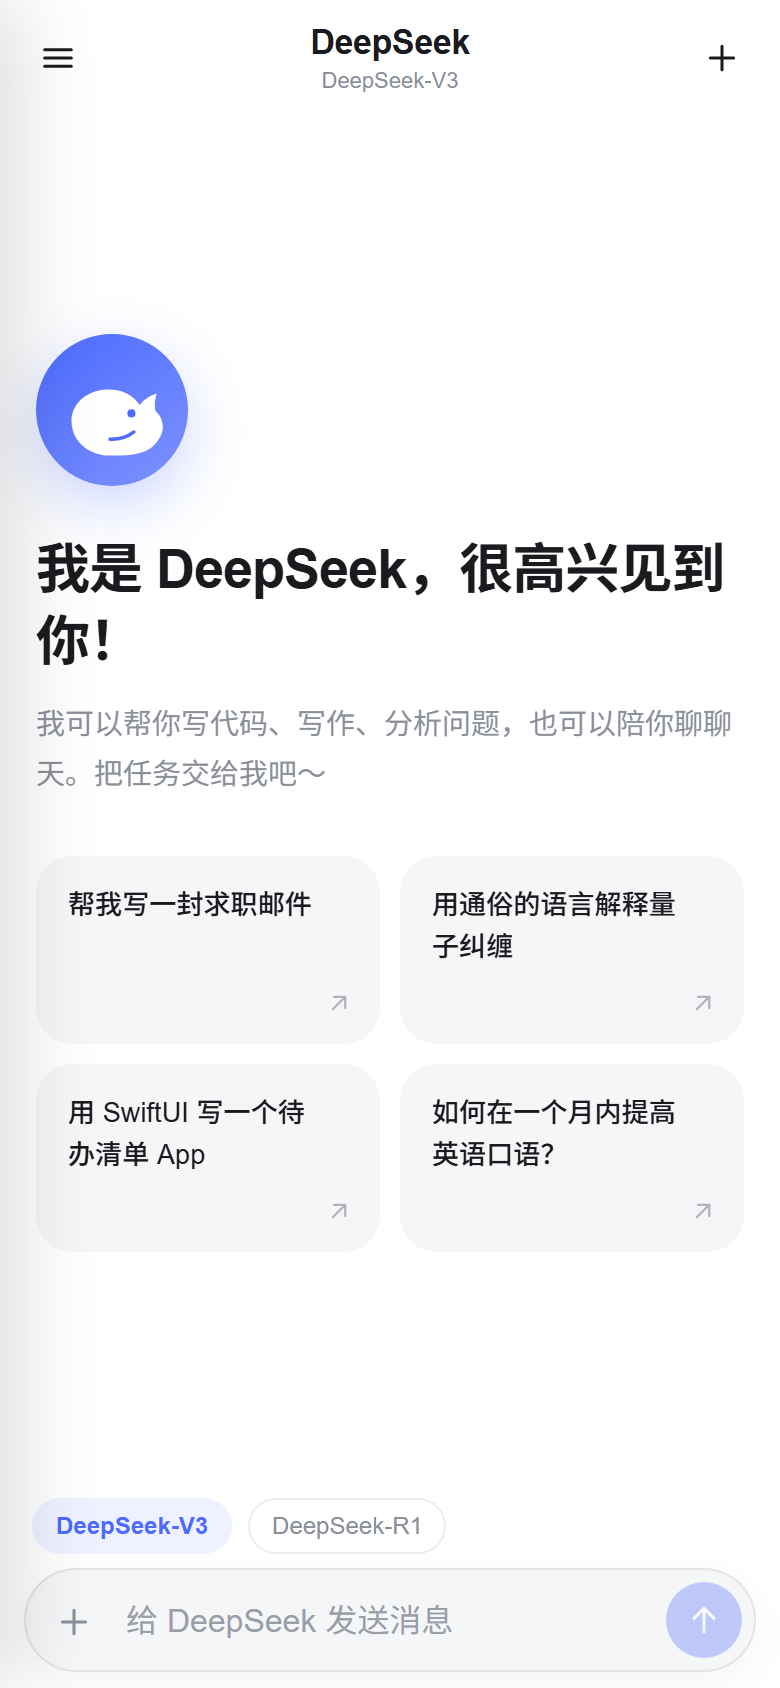 DeepSeek
DeepSeek-V3
我是 DeepSeek，很高兴见到
你！
我可以帮你写代码、写作、分析问题，也可以陪你聊聊
天。把任务交给我吧～
帮我写一封求职邮件
用通俗的语言解释量
子纠缠
用 SwiftUI 写一个待
办清单 App
如何在一个月内提高
英语口语？
DeepSeek-V3
DeepSeek-R1
给 DeepSeek 发送消息